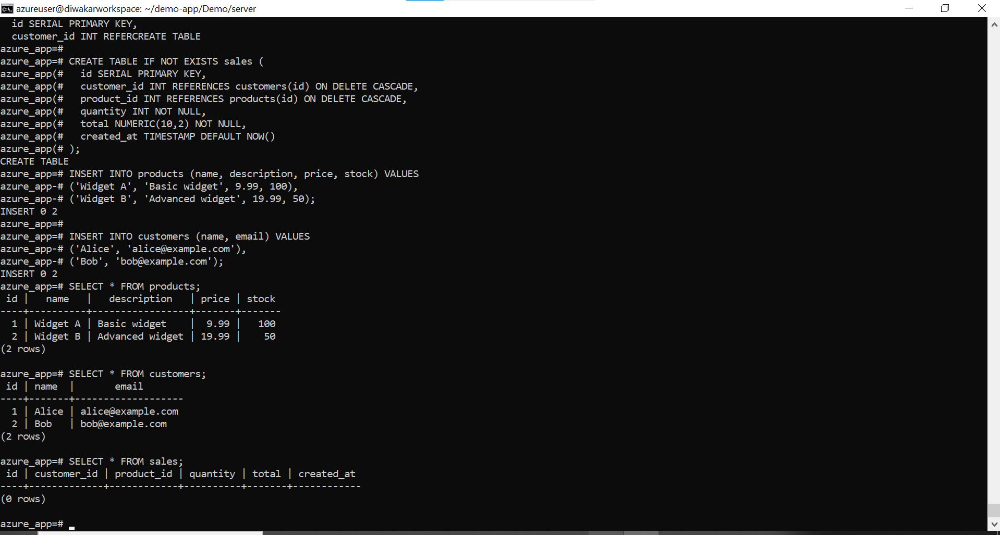 azureuser@diwakarworkspace: ~/demo-app/Demo/server
  id SERIAL PRIMARY KEY,
  customer_id INT REFERCREATE TABLE
azure_app=#
azure_app=# CREATE TABLE IF NOT EXISTS sales (
azure_app(#   id SERIAL PRIMARY KEY,
azure_app(#   customer_id INT REFERENCES customers(id) ON DELETE CASCADE,
azure_app(#   product_id INT REFERENCES products(id) ON DELETE CASCADE,
azure_app(#   quantity INT NOT NULL,
azure_app(#   total NUMERIC(10,2) NOT NULL,
azure_app(#   created_at TIMESTAMP DEFAULT NOW()
azure_app(# );
CREATE TABLE
azure_app=# INSERT INTO products (name, description, price, stock) VALUES
azure_app-# ('Widget A', 'Basic widget', 9.99, 100),
azure_app-# ('Widget B', 'Advanced widget', 19.99, 50);
INSERT 0 2
azure_app=#
azure_app=# INSERT INTO customers (name, email) VALUES
azure_app-# ('Alice', 'alice@example.com'),
azure_app-# ('Bob', 'bob@example.com');
INSERT 0 2
azure_app=# SELECT * FROM products;
 id |   name   |   description   | price | stock
----+----------+-----------------+-------+-------
  1 | Widget A | Basic widget    |  9.99 |   100
  2 | Widget B | Advanced widget | 19.99 |    50
(2 rows)

azure_app=# SELECT * FROM customers;
 id | name  |       email
----+-------+-------------------
  1 | Alice | alice@example.com
  2 | Bob   | bob@example.com
(2 rows)

azure_app=# SELECT * FROM sales;
 id | customer_id | product_id | quantity | total | created_at
----+-------------+------------+----------+-------+------------
(0 rows)

azure_app=#